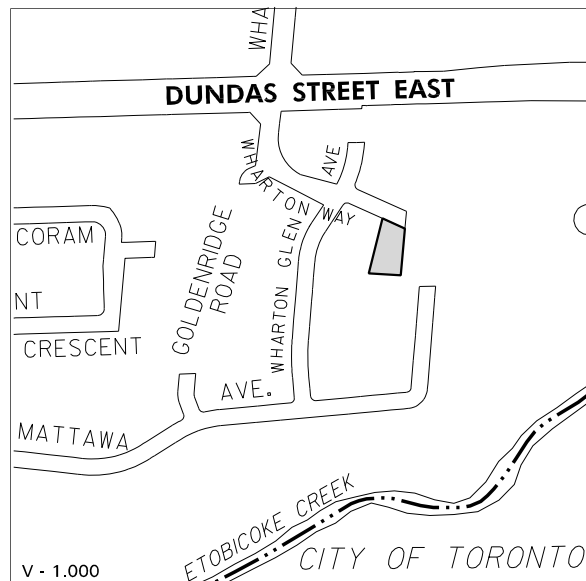 WHA
DUNDAS STREET EAST
AVE
WHARTON WAY
CORAM
GOLDENRIDGE
ROAD
WHARTON GLEN
NT
CRESCENT
AVE.
MATTAWA
ETOBICOKE CREEK
CITY OF TORONTO
V - 1.000